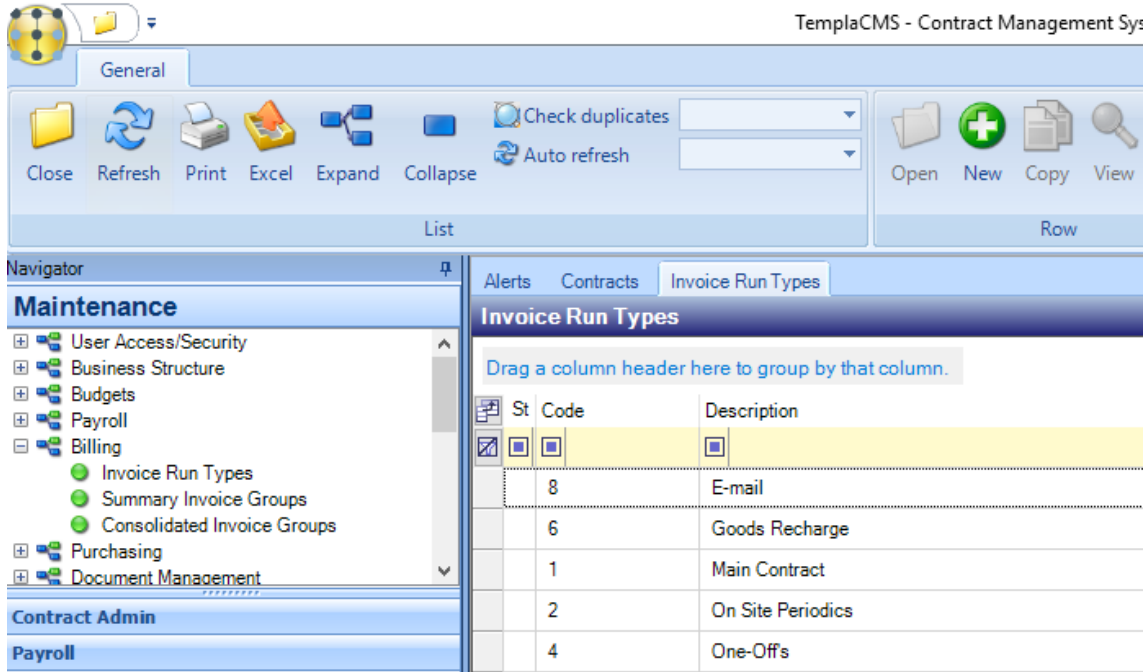 TemplaCMS - Contract Management Sys
General
Close
Refresh
Print
Excel
Expand
Collapse
Check duplicates
Auto refresh
Open
New
Copy
View
List
Row
Navigator
Maintenance
User Access/Security
Business Structure
Budgets
Payroll
Billing
Invoice Run Types
Summary Invoice Groups
Consolidated Invoice Groups
Purchasing
Document Management
Contract Admin
Payroll
Alerts
Contracts
Invoice Run Types
Invoice Run Types
Drag a column header here to group by that column.
St Code Description
8 E-mail
6 Goods Recharge
1 Main Contract
2 On Site Periodics
4 One-Off's